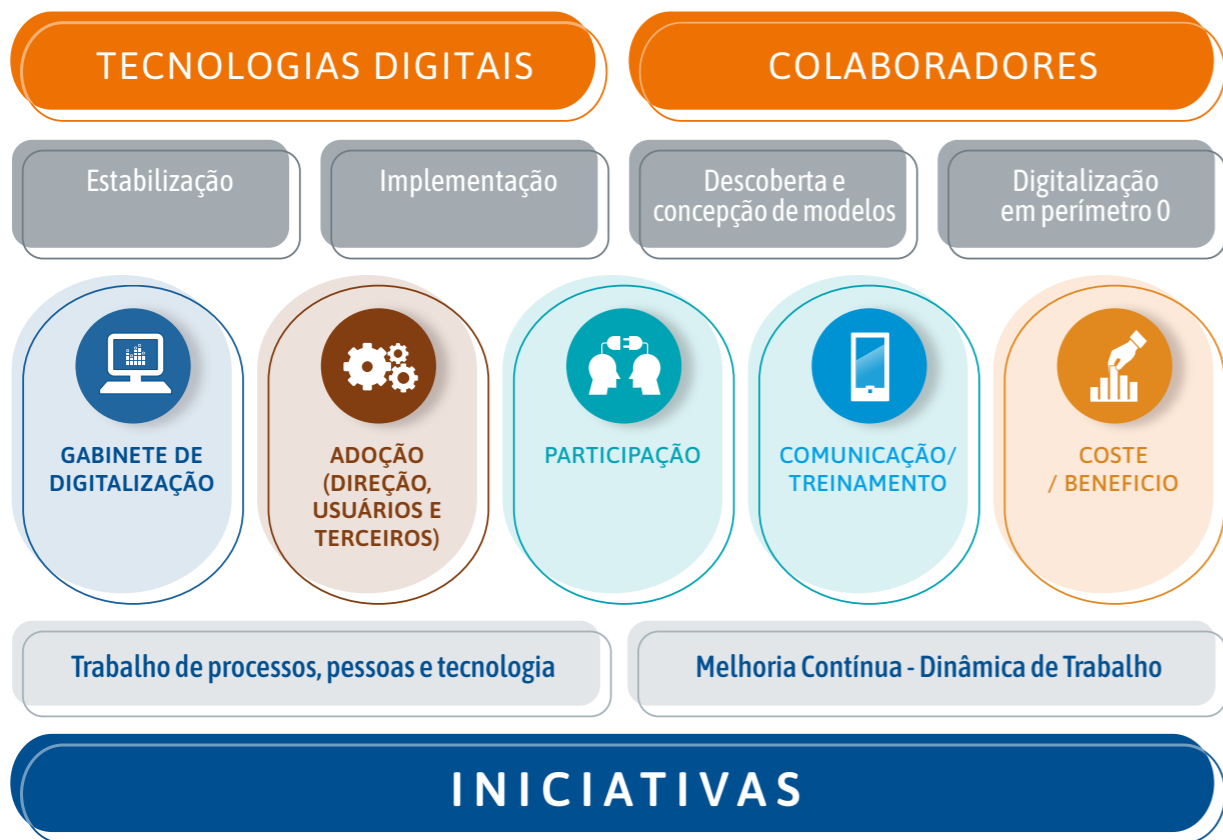 TECNOLOGIAS DIGITAIS
COLABORADORES
Estabilização
Implementação
Descoberta e
concepção de modelos
Digitalização
em perímetro 0
GABINETE DE
DIGITALIZAÇÃO
ADOÇÃO
(DIREÇÃO,
USUÁRIOS E
TERCEIROS)
PARTICIPAÇÃO
COMUNICAÇÃO/
TREINAMENTO
COSTE
/ BENEFICIO
Trabalho de processos, pessoas e tecnologia
Melhoria Contínua - Dinâmica de Trabalho
INICIATIVAS